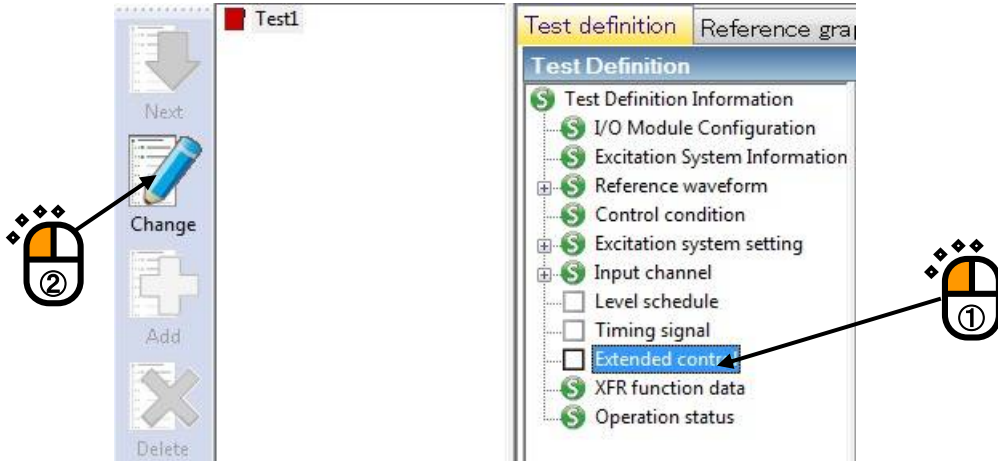 Next
Change
Add
Delete
②
Test1
Test definition
Reference gra
Test Definition
Test Definition Information
I/O Module Configuration
Excitation System Information
Reference waveform
Control condition
Excitation system setting
Input channel
Level schedule
Timing signal
Extended control
XFR function data
Operation status
①